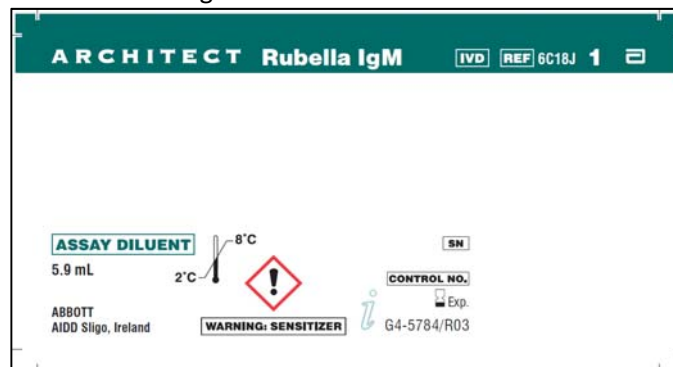 ARCHITECT Rubella IgM IVD REF 6C18J 1
ASSAY DILUENT
5.9 mL
8°C
2°C
ABBOTT
AIDD Sligo, Ireland
WARNING: SENSITIZER
SN
CONTROL NO.
Exp.
G4-5784/R03